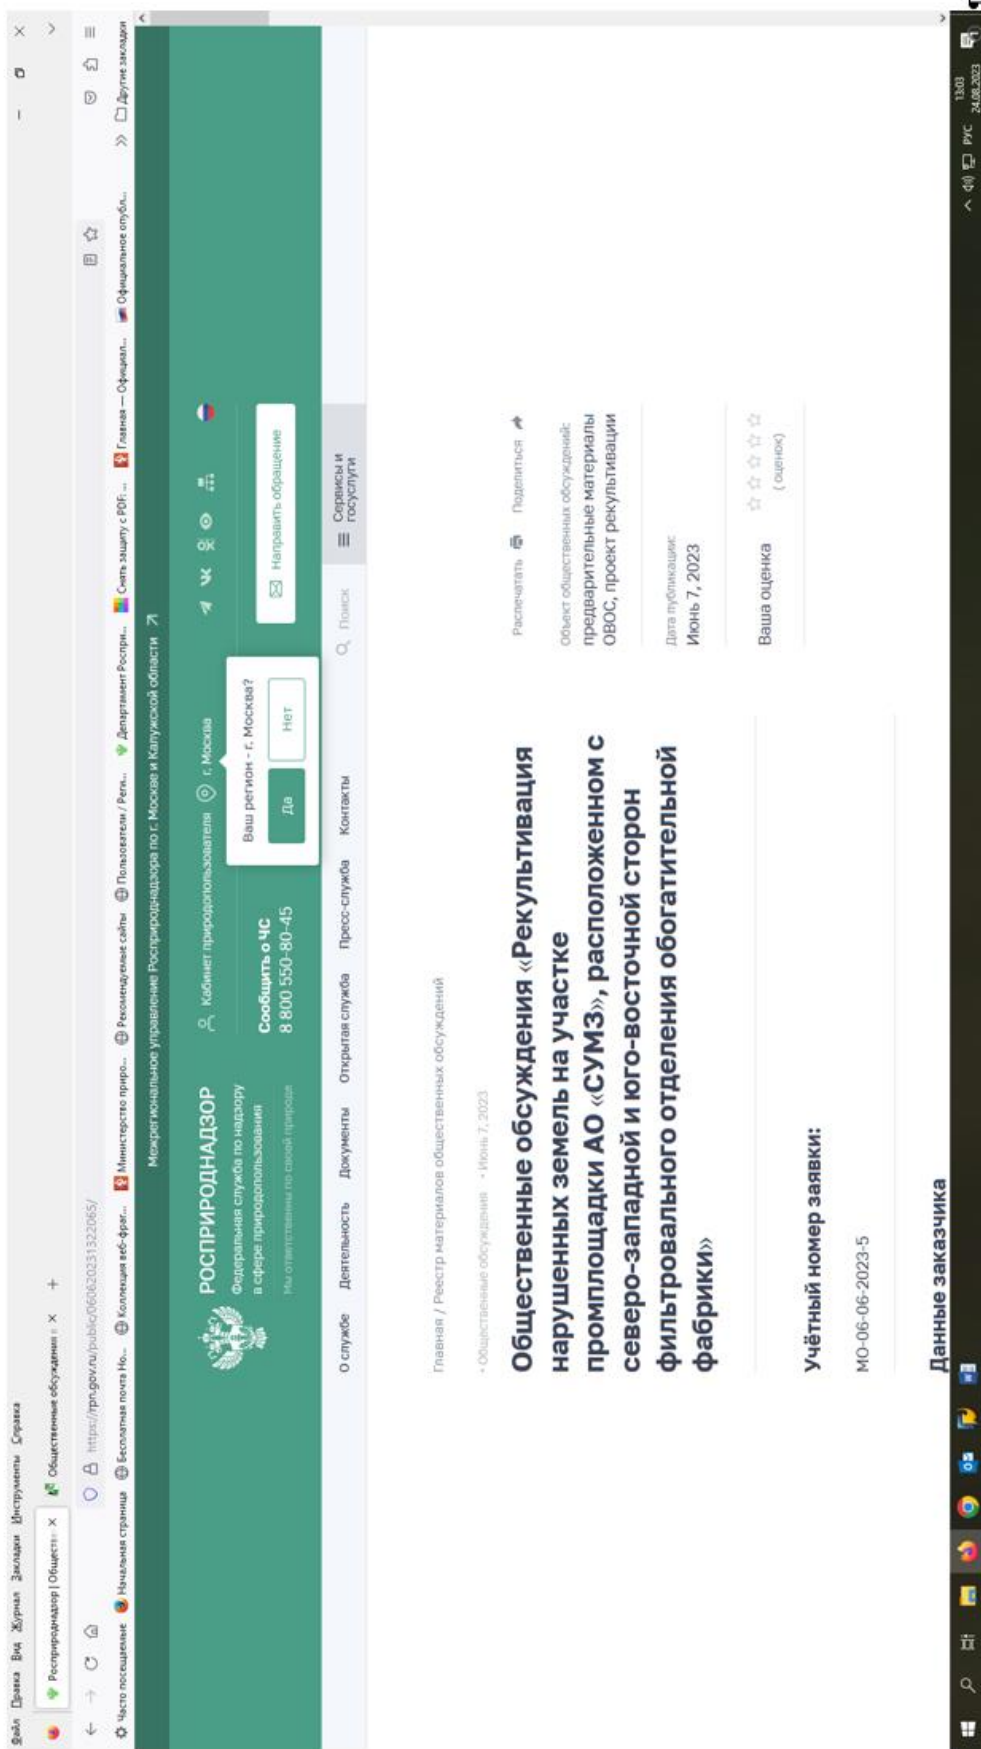 Файл Правка Вид Журнал Закладки Инструменты Справка
Росприроднадзор | Обществе
Общественные обсуждения
https://rpn.gov.ru/public/0606202313220​65/
Часто посещаемые Начальная страница Бесплатная почта Но... Коллекция веб-фраг... Министерство приро... Рекомендуемые сайты Пользователи / Реги... Департамент Роспри... Снять защиту с PDF: ... Главная — Официал... Официальное опубл... Другие закладки
Межрегиональное управление Росприроднадзора по г. Москве и Калужской области
РОСПРИРОДНАДЗОР
Федеральная служба по надзору
в сфере природопользования
Мы ответственны по своей природе
Кабинет природопользователя г. Москва
Сообщить о ЧС
8 800 550-80-45
Ваш регион - г. Москва?
Да Нет
Направить обращение
О службе Деятельность Документы Открытая служба Пресс-служба Контакты Поиск
Сервисы и
госуслуги
Главная / Реестр материалов общественных обсуждений
• Общественные обсуждения • Июнь 7, 2023
Общественные обсуждения «Рекультивация
нарушенных земель на участке
промплощадки АО «СУМЗ», расположенном с
северо-западной и юго-восточной сторон
фильтровального отделения обогатительной
фабрики»
Распечатать Поделиться
Объект общественных обсуждений:
предварительные материалы
ОВОС, проект рекультивации
Дата публикации:
Июнь 7, 2023
Ваша оценка
( оценок)
Учётный номер заявки:
МО-06-06-2023-5
Данные заказчика
РУС
13:03
24.08.2023